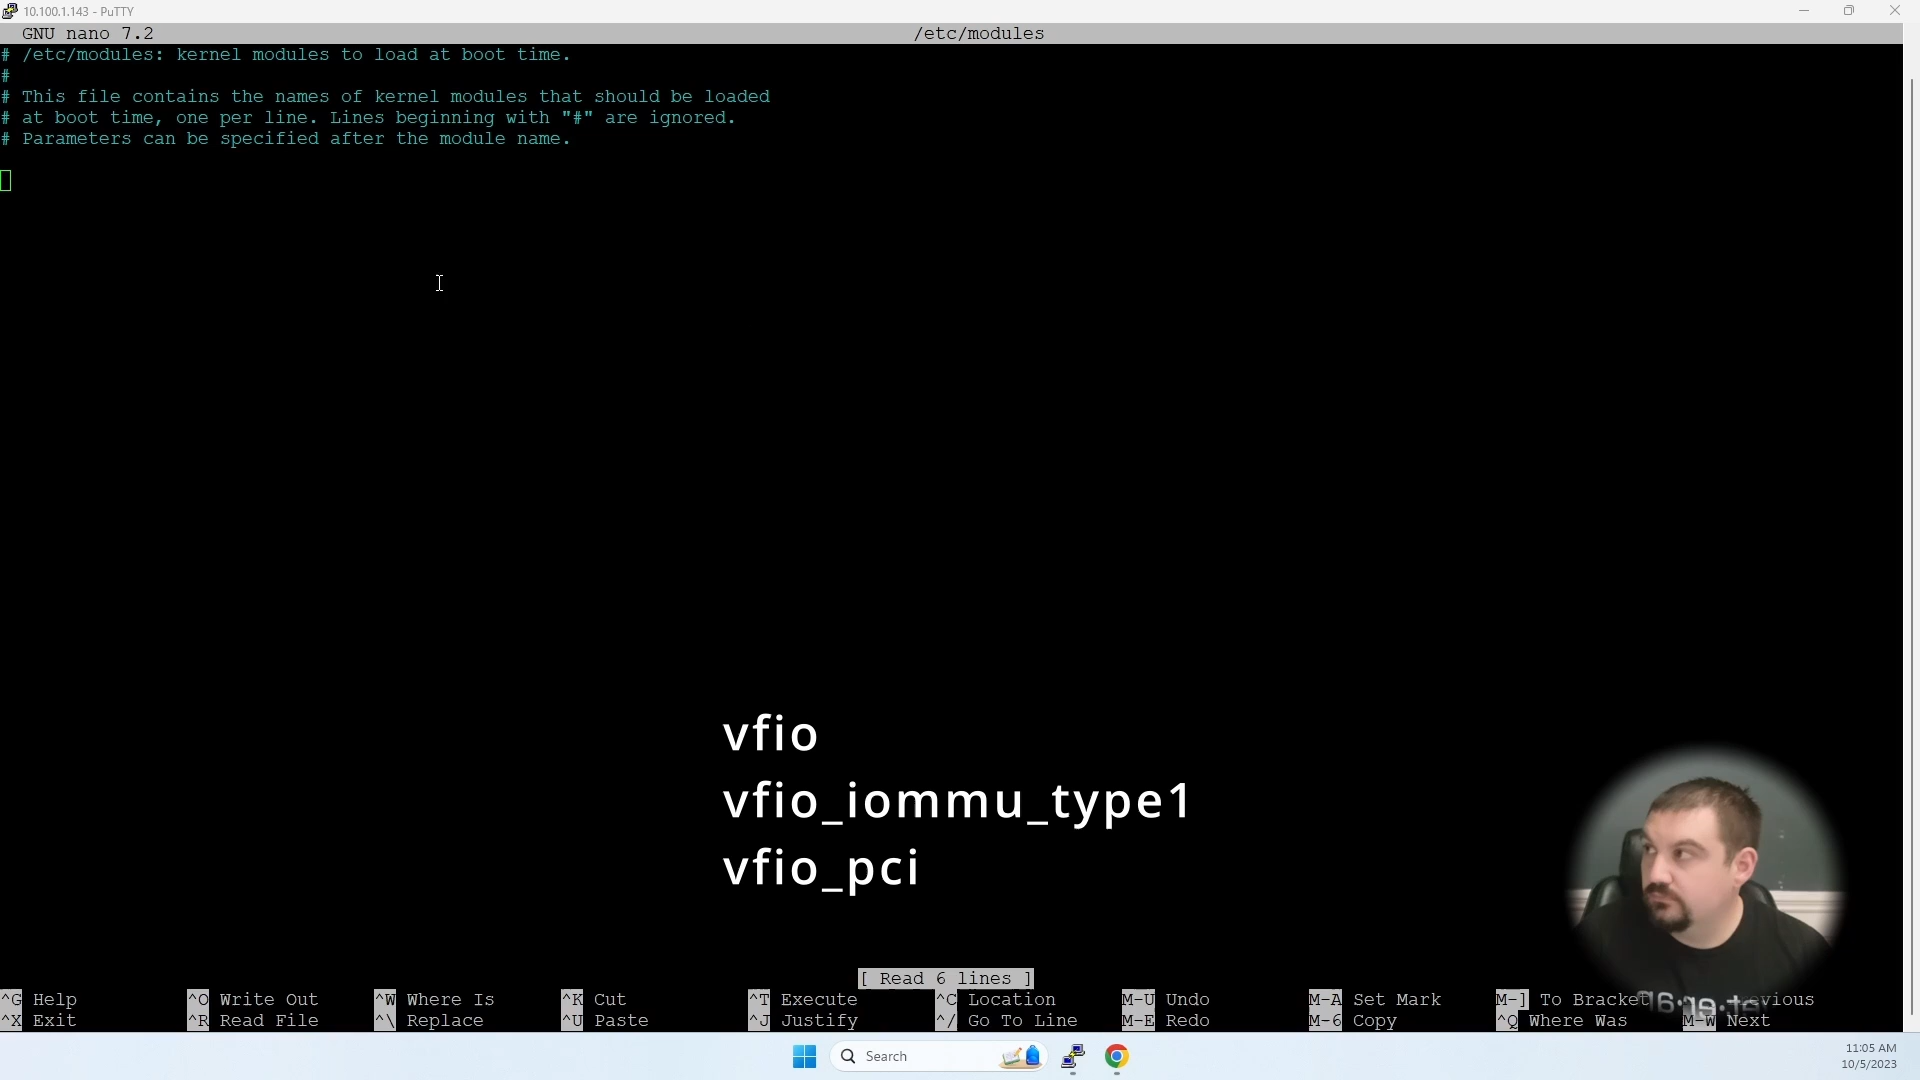 10.100.1.143 - PuTTY
GNU nano 7.2 /etc/modules
# /etc/modules: kernel modules to load at boot time.
#
# This file contains the names of kernel modules that should be loaded
# at boot time, one per line. Lines beginning with "#" are ignored.
# Parameters can be specified after the module name.
vfio
vfio_iommu_type1
vfio_pci
[ Read 6 lines ]
^G Help ^O Write Out ^W Where Is ^K Cut ^T Execute ^C Location M-U Undo M-A Set Mark M-] To Bracket
^X Exit ^R Read File ^\ Replace ^U Paste ^J Justify ^/ Go To Line M-E Redo M-6 Copy ^Q Where Was M-W Next
Search
11:05 AM
10/5/2023